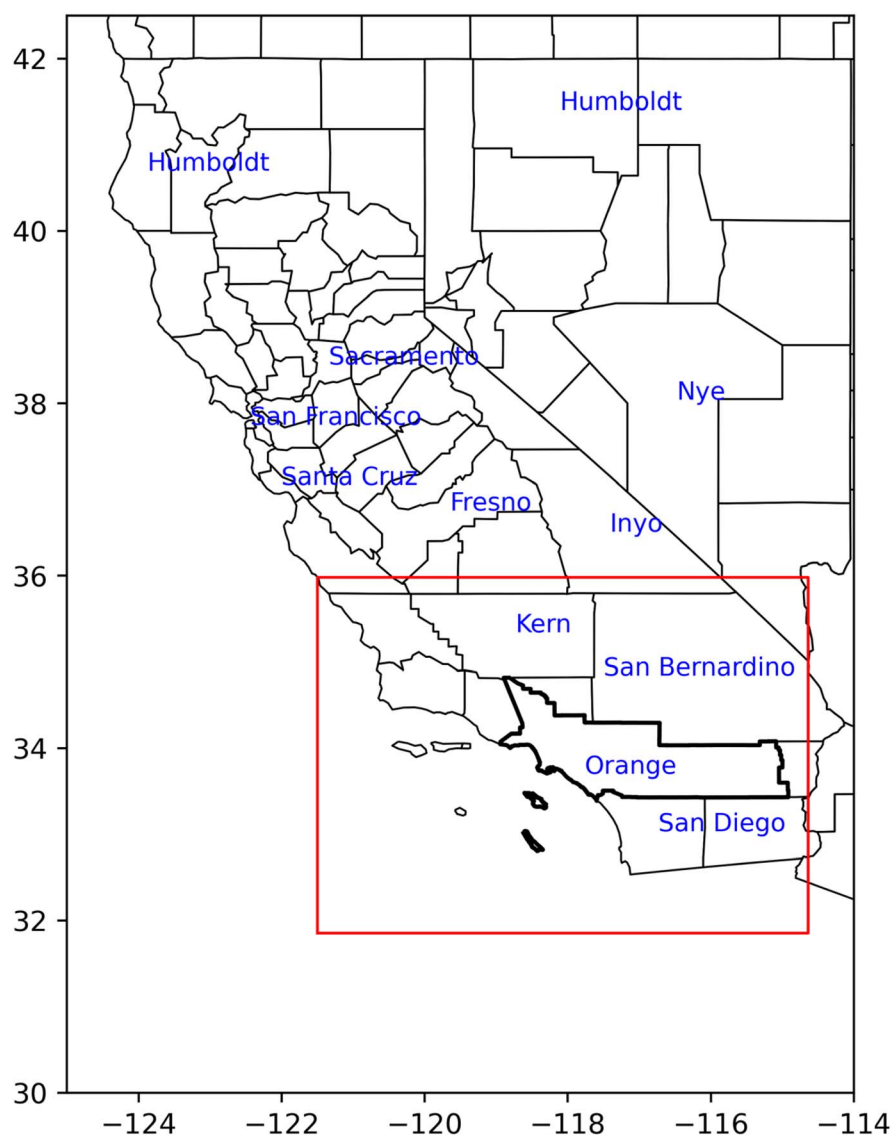 42
Humboldt
Humboldt
40
Sacramento
Nye
38
San Francisco
Santa Cruz
Fresno
Inyo
36
Kern
San Bernardino
34
Orange
San Diego
32
30
−124 −122 −120 −118 −116 −114